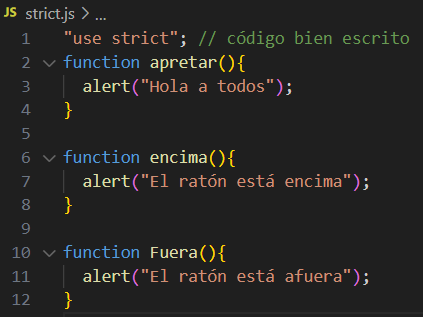 JS strict.js > ...
1 "use strict"; // código bien escrito
2 function apretar(){
3 alert("Hola a todos");
4 }
5
6 function encima(){
7 alert("El ratón está encima");
8 }
9
10 function Fuera(){
11 alert("El ratón está afuera");
12 }